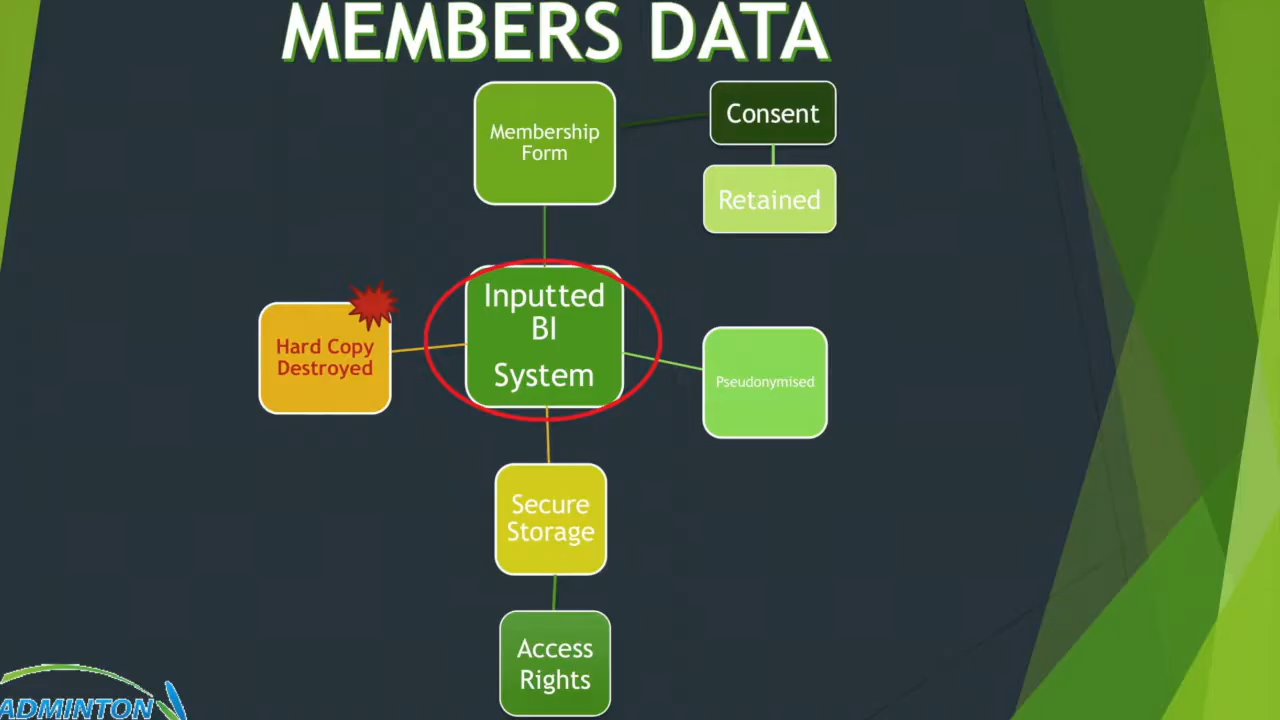 MEMBERS DATA
Membership
Form
Consent
Retained
Inputted
BI
System
Hard Copy
Destroyed
Pseudonymised
Secure
Storage
Access
Rights
ADMINTON